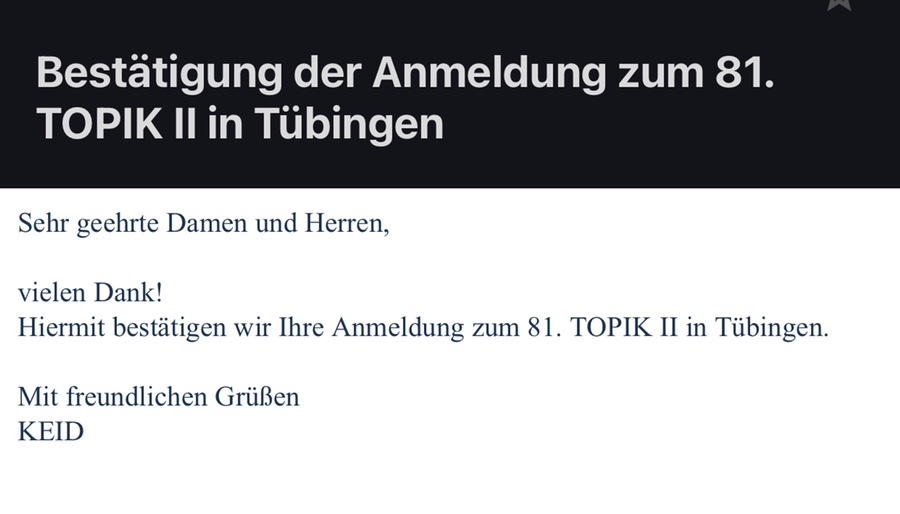 Bestätigung der Anmeldung zum 81.
TOPIK II in Tübingen
Sehr geehrte Damen und Herren,
vielen Dank!
Hiermit bestätigen wir Ihre Anmeldung zum 81. TOPIK II in Tübingen.
Mit freundlichen Grüßen
KEID